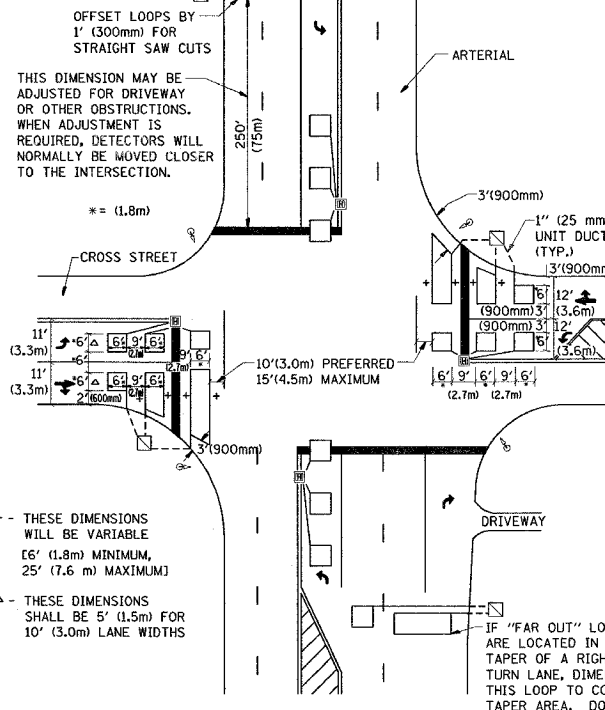 OFFSET LOOPS BY
1' (300mm) FOR
STRAIGHT SAW CUTS
THIS DIMENSION MAY BE
ADJUSTED FOR DRIVEWAY
OR OTHER OBSTRUCTIONS.
WHEN ADJUSTMENT IS
REQUIRED, DETECTORS WILL
NORMALLY BE MOVED CLOSER
TO THE INTERSECTION.
* = (1.8m)
250'
(75m)
ARTERIAL
3'(900mm)
1" (25 mm
UNIT DUCT
(TYP.)
3'(900mm
CROSS STREET
H
H
H
H
6'
12'
(3.6m)
(900mm) 3'
(900mm) 3'
12'
(3.6m)
6' 9' 6' 9' 6'
* * *
(2.7m) (2.7m)
11'
(3.3m)
*6'
6' 9' 6'
(2.7m)
*6'
9' 6'
(2.7m) *
11'
(3.3m)
*6'
6' 9' 6'
(2.7m)
2' (600mm)
10'(3.0m) PREFERRED
15'(4.5m) MAXIMUM
3'(900mm)
- THESE DIMENSIONS
WILL BE VARIABLE
[6' (1.8m) MINIMUM,
25' (7.6 m) MAXIMUM]
- THESE DIMENSIONS
SHALL BE 5' (1.5m) FOR
10' (3.0m) LANE WIDTHS
DRIVEWAY
IF "FAR OUT" LO
ARE LOCATED IN
TAPER OF A RIGH
TURN LANE, DIME
THIS LOOP TO CO
TAPER AREA. DO